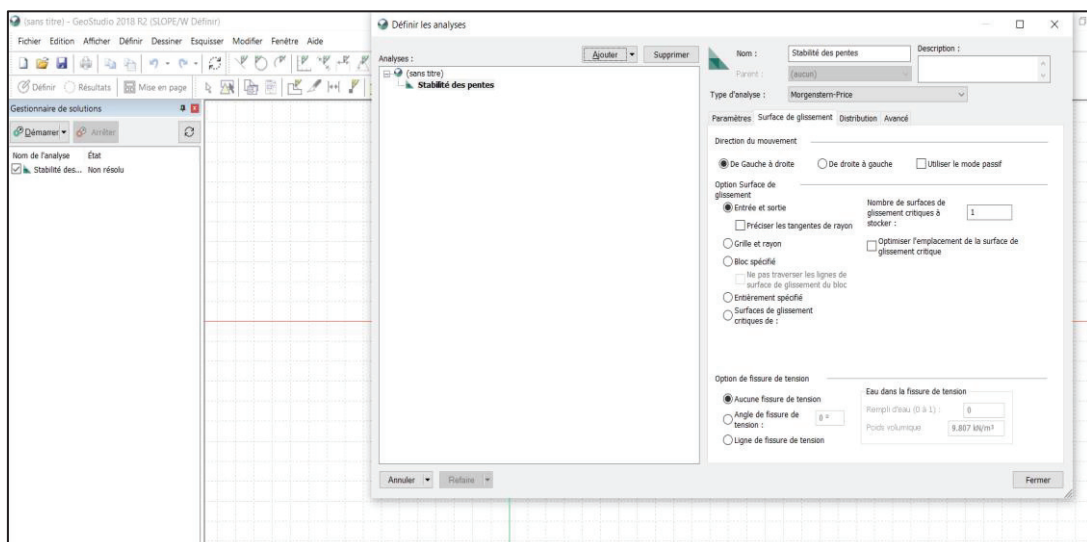 (sans titre) - GeoStudio 2018 R2 (SLOPE/W Définir)
Fichier Edition Afficher Définir Dessiner Esquisser Modifier Fenêtre Aide
Définir Résultats Mise en page
Gestionnaire de solutions
Démarrer Arrêter
Nom de l'analyse État
Stabilité des... Non résolu
Définir les analyses
Analyses :
Ajouter Supprimer
(sans titre)
Stabilité des pentes
Nom : Stabilité des pentes
Description :
Parent : (aucun)
Type d'analyse : Morgenstern-Price
Paramètres Surface de glissement Distribution Avancé
Direction du mouvement
De Gauche à droite De droite à gauche Utiliser le mode passif
Option Surface de
glissement
Entrée et sortie
Préciser les tangentes de rayon
Grille et rayon
Bloc spécifié
Ne pas traverser les lignes de
surface de glissement du bloc
Entièrement spécifié
Surfaces de glissement
critiques de :
Nombre de surfaces de
glissement critiques à
stocker :
1
Optimiser l'emplacement de la surface de
glissement critique
Option de fissure de tension
Aucune fissure de tension
Angle de fissure de
tension :
0 °
Ligne de fissure de tension
Eau dans la fissure de tension
Rempli d'eau (0 à 1) : 0
Poids volumique 9.807 kN/m³
Annuler Refaire
Fermer